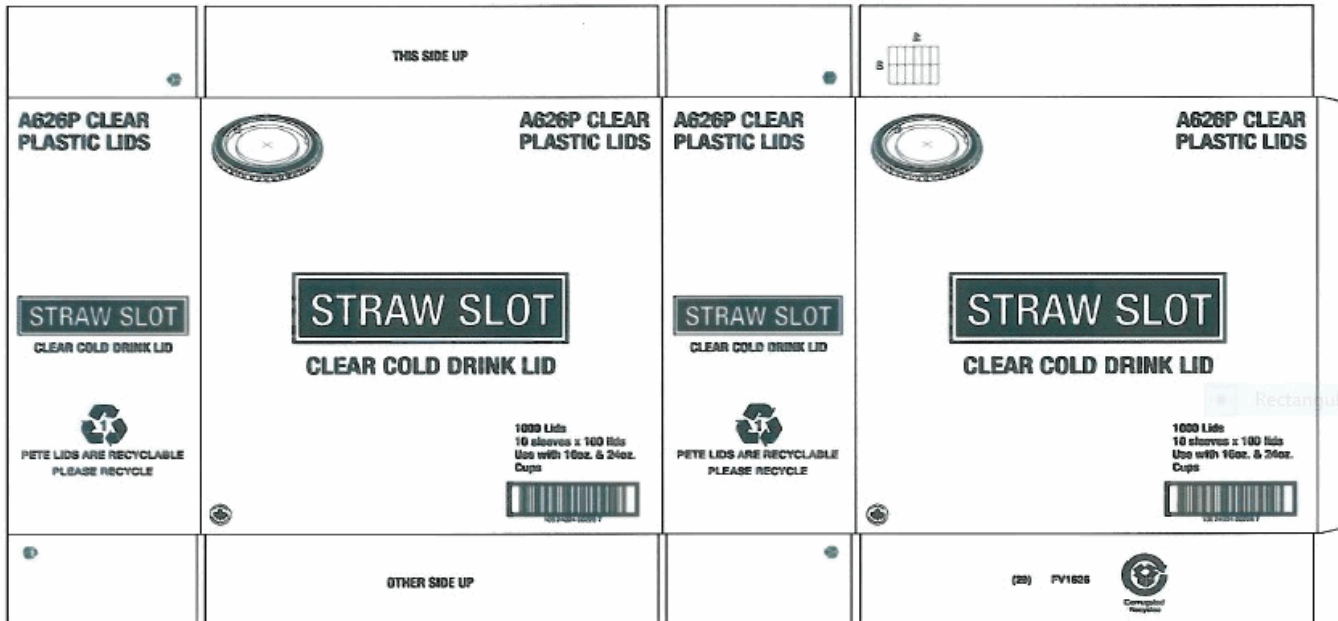 THIS SIDE UP
A626P CLEAR
PLASTIC LIDS
A626P CLEAR
PLASTIC LIDS
A626P CLEAR
PLASTIC LIDS
A626P CLEAR
PLASTIC LIDS
STRAW SLOT
CLEAR COLD DRINK LID
STRAW SLOT
CLEAR COLD DRINK LID
STRAW SLOT
CLEAR COLD DRINK LID
STRAW SLOT
CLEAR COLD DRINK LID
1
PETE LIDS ARE RECYCLABLE
PLEASE RECYCLE
1000 Lids
10 sleeves x 100 lids
Use with 16oz. & 24oz.
Cups
1
PETE LIDS ARE RECYCLABLE
PLEASE RECYCLE
1000 Lids
10 sleeves x 100 lids
Use with 16oz. & 24oz.
Cups
Rectangul
OTHER SIDE UP
(29) FV1626
Corrugated
Recycles